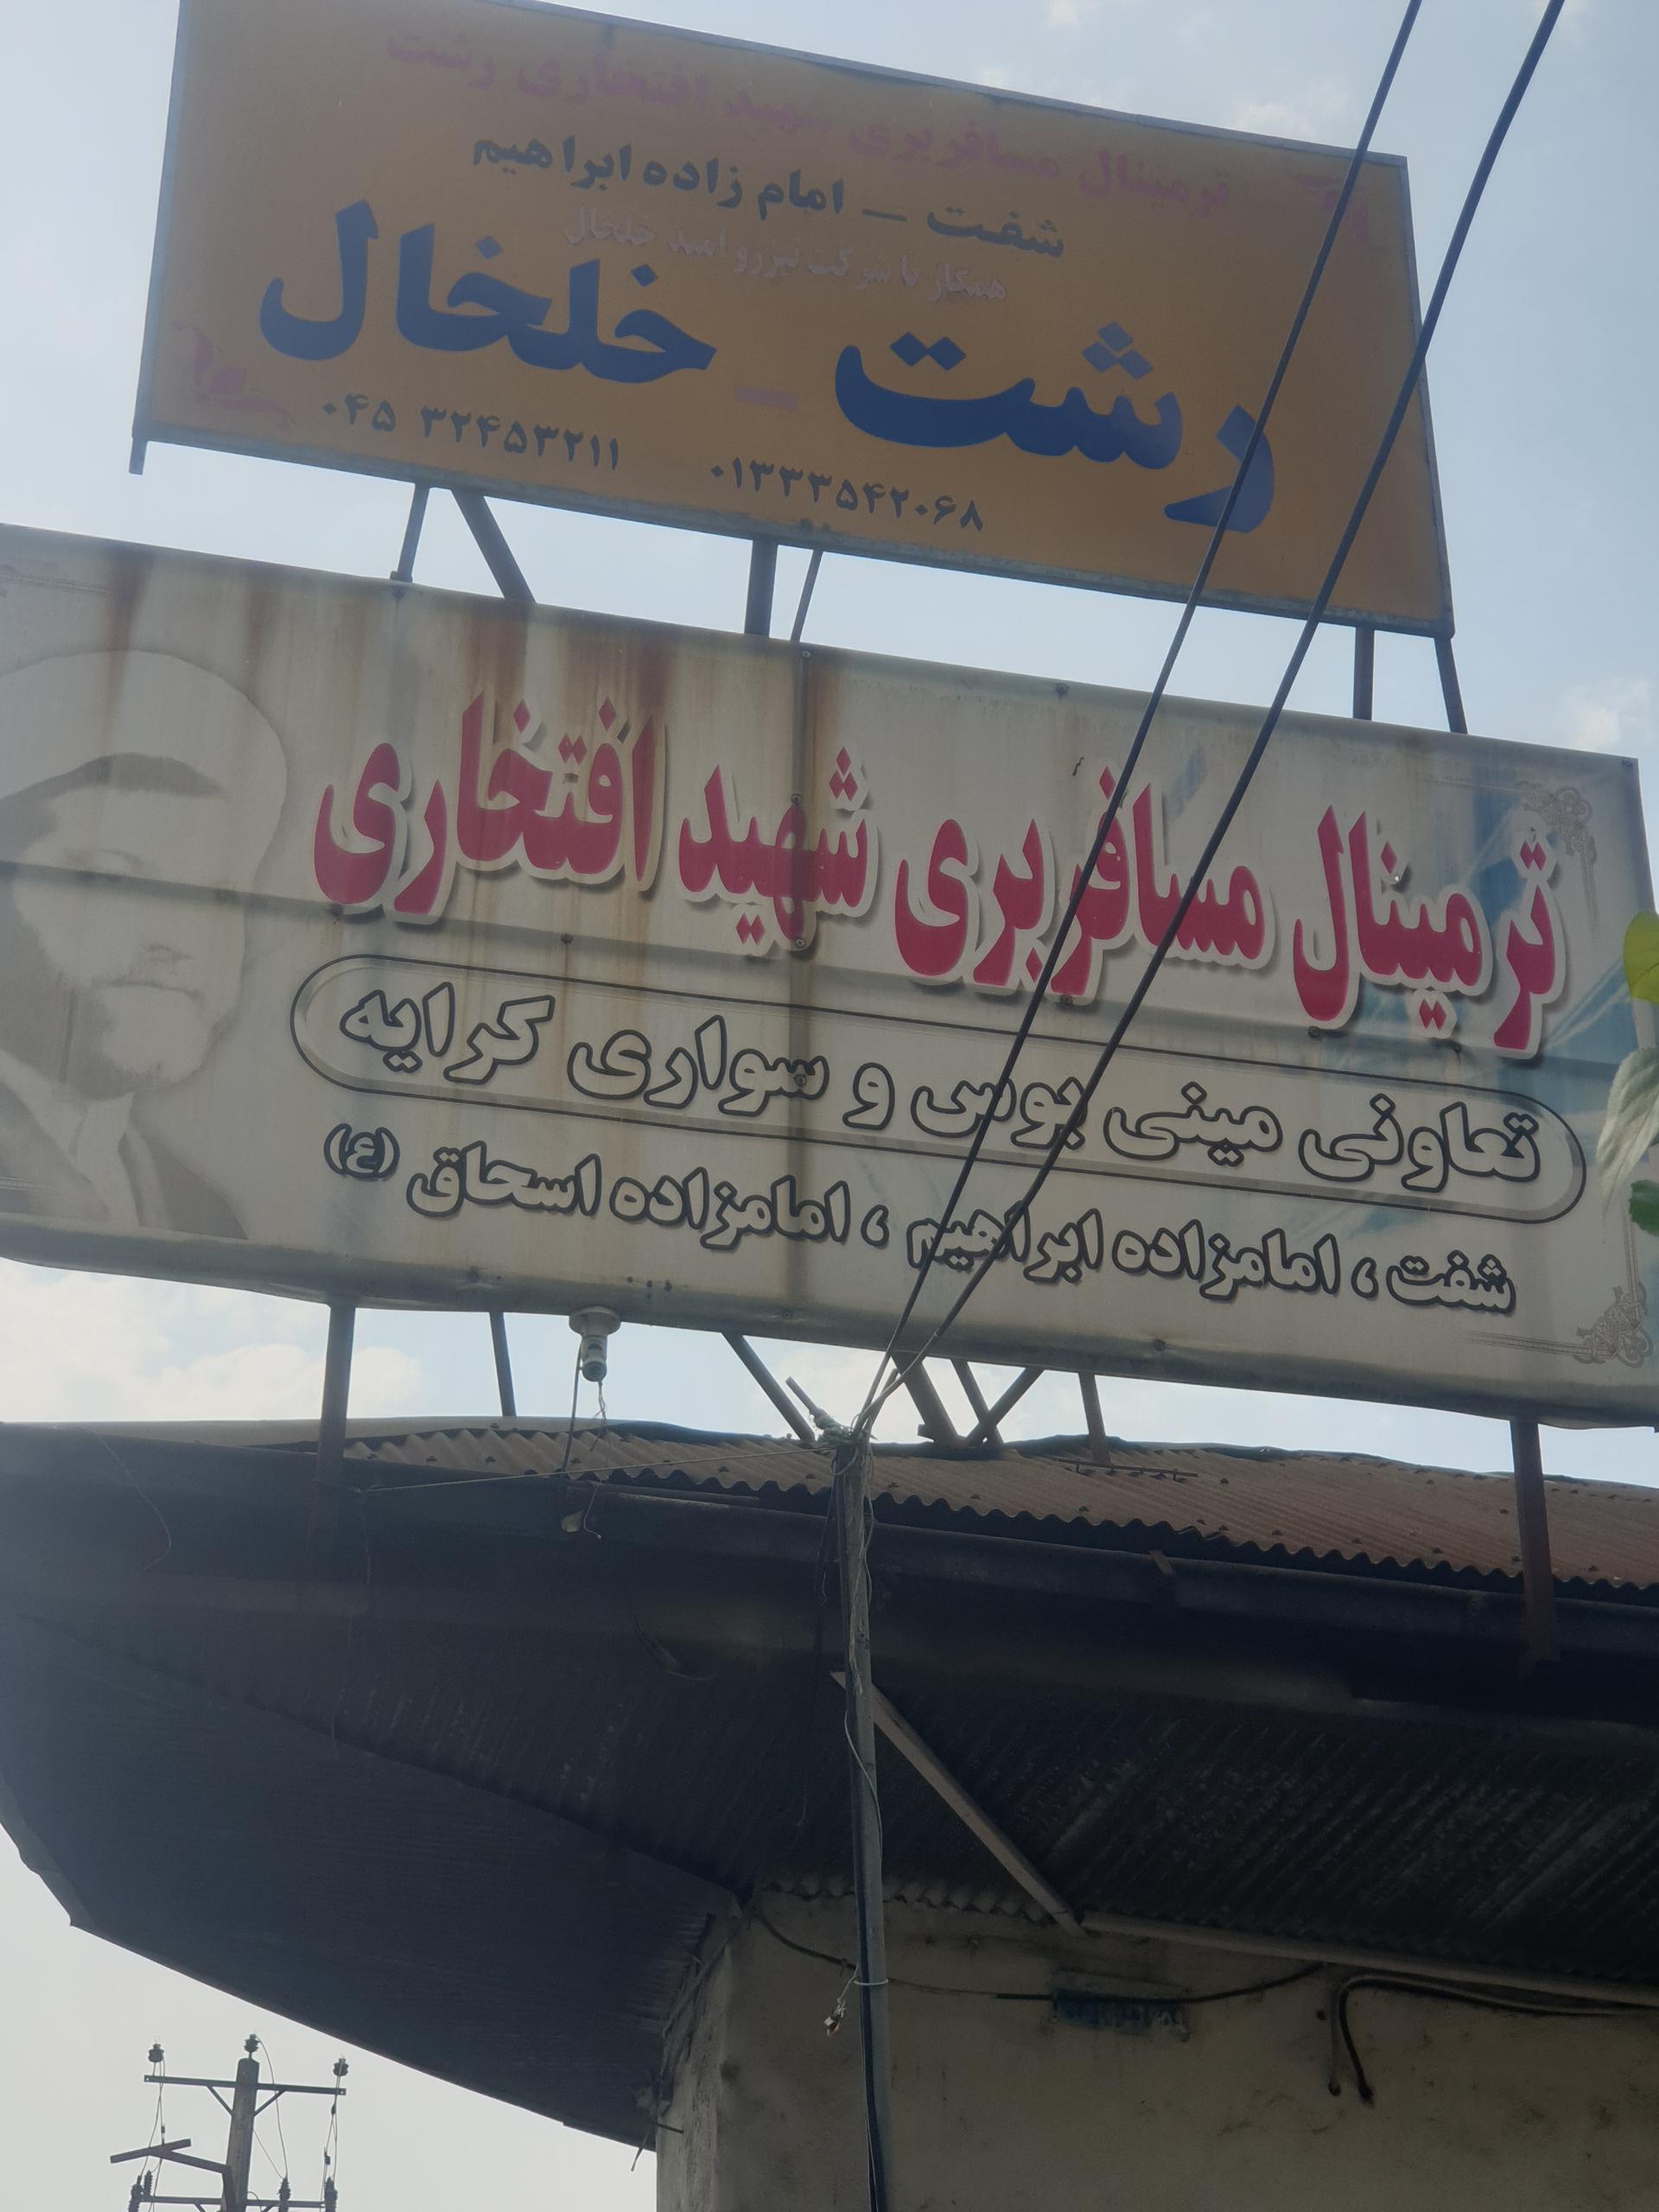 ترمینال مسافربری شهید افتخاری رشت
شفت - امام زاده ابراهیم
همکار با شرکت تیزرو امید خلخال
رشت - خلخال
۰۴۵ ۳۲۴۵۳۲۱۱ ۰۱۳۳۳۵۴۲۰۶۸
ترمینال مسافربری شهید افتخاری
تعاونی مینی بوس و سواری کرایه
شفت ، امامزاده ابراهیم ، امامزاده اسحاق (ع)